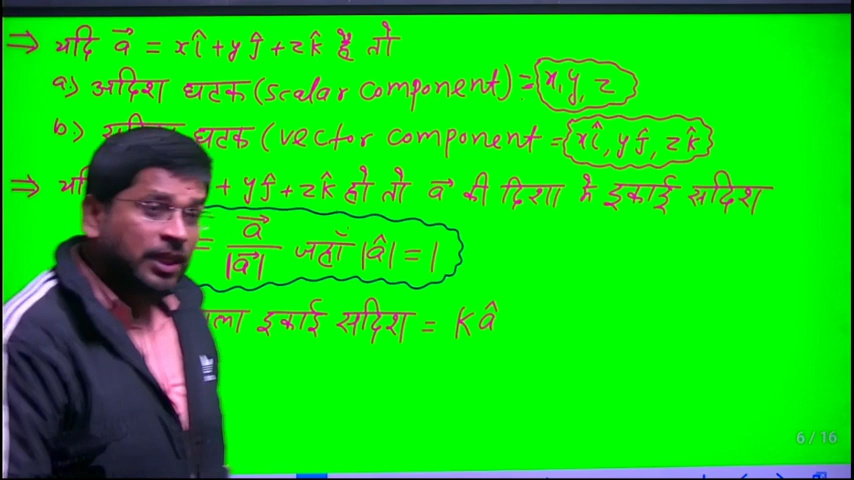 ⇒ यदि a⃗ = xî+yĵ+zk̂ है तो
a) अदिश घटक (scalar component) = x, y, z
b) घटक (vector component = xî, yĵ, zk̂
⇒ + yĵ+zk̂ हो तो a⃗ की दिशा मे इकाई सदिश
= a⃗/|a⃗| जहाँ |â| = 1
इकाई सदिश = Kâ
6 / 16